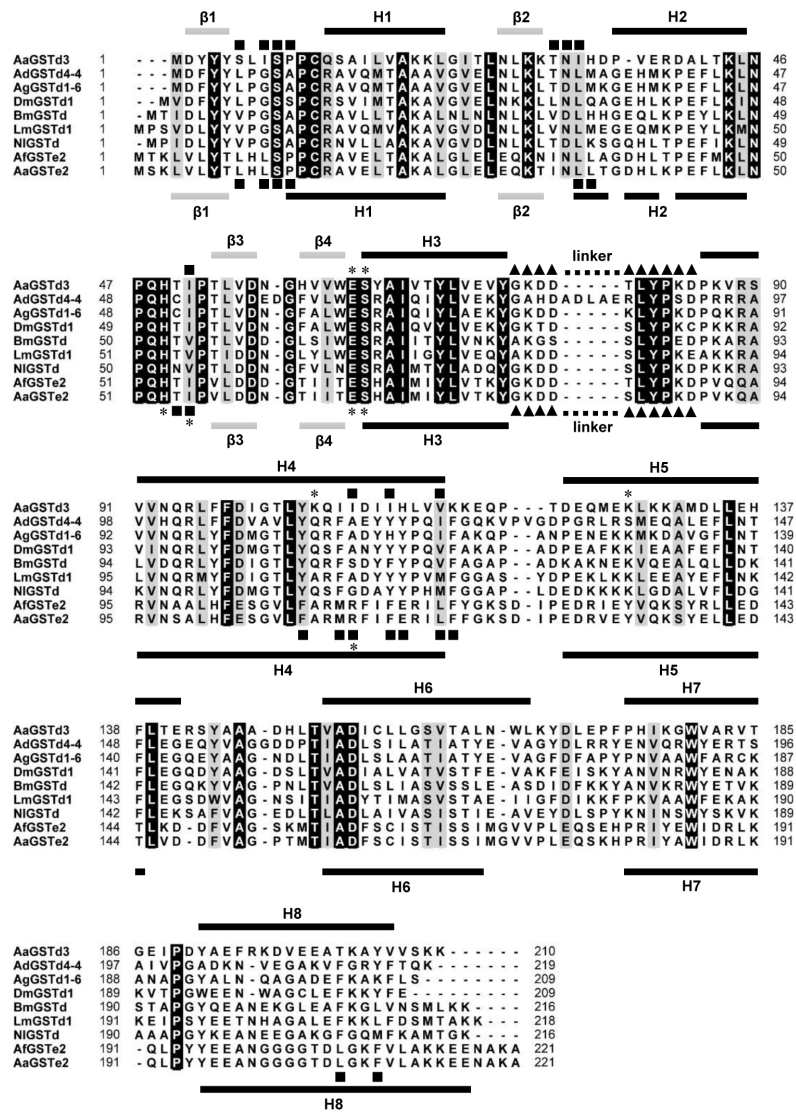 β1 H1 β2 H2
AaGSTd3 1 - - - M D Y Y Y S L I S P P C Q S A I L V A K K L G I T L N L K K T N I H D P - V E R D A L T K L N 46
AdGSTd4-4 1 - - - M D F Y Y L P G S A P C R A V Q M T A A A V G V E L N L K L T N L M A G E H M K P E F L K L N 47
AgGSTd1-6 1 - - - M D F Y Y L P G S A P C R A V Q M T A A A V G V E L N L K L T N L M A G E H M K P E F L K L N 47
DmGSTd1 1 - - M V D F Y Y L P G S S P C R S V I M T A K A V G V E L N K K L L N L Q A G E H L K P E F L K I N 48
BmGSTd 1 - M T I D L Y Y V P G S A P C R A V L L T A K A L N L N L N L K L V D L H H G E Q L K P E Y L K L N 49
LmGSTd1 1 M P S V D L Y Y V P G S A P C R A V Q M V A K A V G V D L N L K L V N L M E G E Q M K P E Y L K M N 50
NlGSTd 1 - M P I D L Y Y V P G S A P C R A V L L T A K A L G L E L N L K L T D L K S G Q H L T P E F I K L N 49
AfGSTe2 1 M T K L V L Y T L H L S P P C R A V E L T A K A L G L E L E Q K N I N L L A G D H L T P E F M K L N 50
AaGSTe2 1 M S K L V L Y T L H L S P P C R A V E L T A K A L G L E L E Q K T I N L L T G D H L K P E F L K L N 50
β1 H1 β2 H2
β3 β4 H3 linker
* *
AaGSTd3 47 P Q H T I P T L V D N - G H V V W E S Y A I V T Y L V E V Y G K D D - - - - - T L Y P K D P K V R S 90
AdGSTd4-4 48 P Q H C I P T L V D E D G F V L W E S R A I Q I Y L V E K Y G A H D A D L A E R L Y P S D P R R R A 97
AgGSTd1-6 48 P Q H C I P T L V D N - G F A L W E S R A I Q I Y L A E K Y G K D D - - - - - K L Y P K D P Q K R A 91
DmGSTd1 49 P Q H T I P T L V D N - G F A L W E S R A I Q V Y L V E K Y G K T D - - - - - S L Y P K C P K K R A 92
BmGSTd 50 P Q H T V P T L V D D - G L S I W E S R A I I T Y L V N K Y A K G S - - - - - S L Y P E D P K A R A 93
LmGSTd1 51 P Q H T V P T I D D N - G L Y L W E S R A I I G Y L V E Q Y A K D D - - - - - K L Y P K E A K K R A 94
NlGSTd 50 P Q H N V P T L V D N - G F V L N E S R A I M T Y L A D Q Y G K D D - - - - - S L Y P K D P V K R A 93
AfGSTe2 51 P Q H T I P V L D D D - G T I I T E S H A I M I Y L V T K Y G K D D - - - - - S L Y P K D P V Q Q A 94
AaGSTe2 51 P Q H T I P V L D D N - G T I I T E S H A I M I Y L V T K Y G K D D - - - - - S L Y P K D P V K Q A 94
* * * *
β3 β4 H3 linker
H4 H5
* *
AaGSTd3 91 V V N Q R L F F D I G T L Y K Q I I D I I H L V V K K E Q P - - - T D E Q M E K L K K A M D L L E H 137
AdGSTd4-4 98 V V H Q R L F F D V A V L Y Q R F A E Y Y Y P Q I F G Q K V P V G D P G R L R S M E Q A L E F L N T 147
AgGSTd1-6 92 V V N Q R L Y F D M G T L Y Q R F A D Y Y Y P Q I F A K Q P - - - A N P E N E K K M K D A V G F L N T 139
DmGSTd1 93 V I N Q R L Y F D M G T L Y Q S F A N Y Y Y P Q V F A K A P - - - A D P E A F K K I E A A F E F L N T 140
BmGSTd 94 L V D Q R L Y F D I G T L Y Q R F S D Y F Y P Q V F A G A P - - - A D K A K N E K V Q E A L Q L L D K 141
LmGSTd1 95 L V N Q R M Y F D I G T L Y Q R F A D Y Y Y P V M F G G A P - - - S Y D P E K L K K L E E A Y E L L N K 142
NlGSTd 94 K V N Q R L Y F D M G T L Y Q R F G D A Y Y P H M F G G A P - - - L D E D K K K K L G D A L V F L D G 141
AfGSTe2 95 R V N A A L H F E S G V L F A R M R F I F E R I L F Y G K S D - I P E D R I E Y V Q K S Y R L L E D 143
AaGSTe2 95 R V N S A L H F E S G V L F A R M R F I F E R I L F F G K S D - I P E D R V E Y V Q K S Y E L L E D 143
*
H4 H5
H6 H7
AaGSTd3 138 F L T E R S Y A A A - D H L T V A D I C L L G S V T A L N - W L K Y D L E P F P H I K G W V A R V T 185
AdGSTd4-4 148 F L E G E Q Y V A G G D D P T I A D L S I L A T I A T Y E - V A G Y D L R R Y E N V Q R W Y E R T S 196
AgGSTd1-6 140 F L E G Q E Y A A G - N D L T I A D L S L A A T I A T Y E - V A G F D F A P Y P N V A A W F A R C K 187
DmGSTd1 141 F L E G Q D Y A A G - D S L T V A D I A L V A T V S T F E - V A K F E I S K Y A N V N R W Y E N A K 188
BmGSTd 142 F L E G Q K Y V A G - P N L T V A D L S L I A S V S S L E - A S D I D F K K Y A N V K R W Y E T V K 189
LmGSTd1 143 F L E G S D W V A G - N S I T I A D Y T I M A S V S T A E - I I G F D I K K F P K V A A W F A K V K 190
NlGSTd 142 F L E K S A F V A G - E D L T L A D L A I V A S I S T I E - A V E Y D L S P Y K N V N S W Y S K V K 189
AfGSTe2 144 T L K D - D F V A G - S K M T I A D F S C I S T I S S I M G V V P L E Q S E H P R I Y E W I D R L K 191
AaGSTe2 144 T L V D - D F V A G - P T M T I A D F S C I S T I S S I M G V V P L E Q S K H P R I Y A W I D R L K 191
H6 H7
H8
AaGSTd3 186 G E I P D Y A E F R K D V E E A T K A Y V V S K K - - - - - - 210
AdGSTd4-4 197 A I V P G A D K N - V E G A K V F G R Y F T Q K - - - - - - 219
AgGSTd1-6 188 A N A P G Y A L N - Q A G A D E F K A K F L S - - - - - - - 209
DmGSTd1 189 K V T P G W E E N - W A G C L E F K K Y F E - - - - - - - - 209
BmGSTd 190 S T A P G Y Q E A N E K G L E A F K G L V N S M L K K - - - - 216
LmGSTd1 191 K E I P S Y E E T N H A G A L E F K K L F D S M T A K K - - - 218
NlGSTd 190 A A A P G Y K E A N E E G A K G F G Q M F K A M T G K - - - - 216
AfGSTe2 191 - Q L P Y Y E E A N G G G G T D L G K F V L A K K E E N A K A 221
AaGSTe2 191 - Q L P Y Y E E A N G G G G T D L G K F V L A K K E E N A K A 221
H8